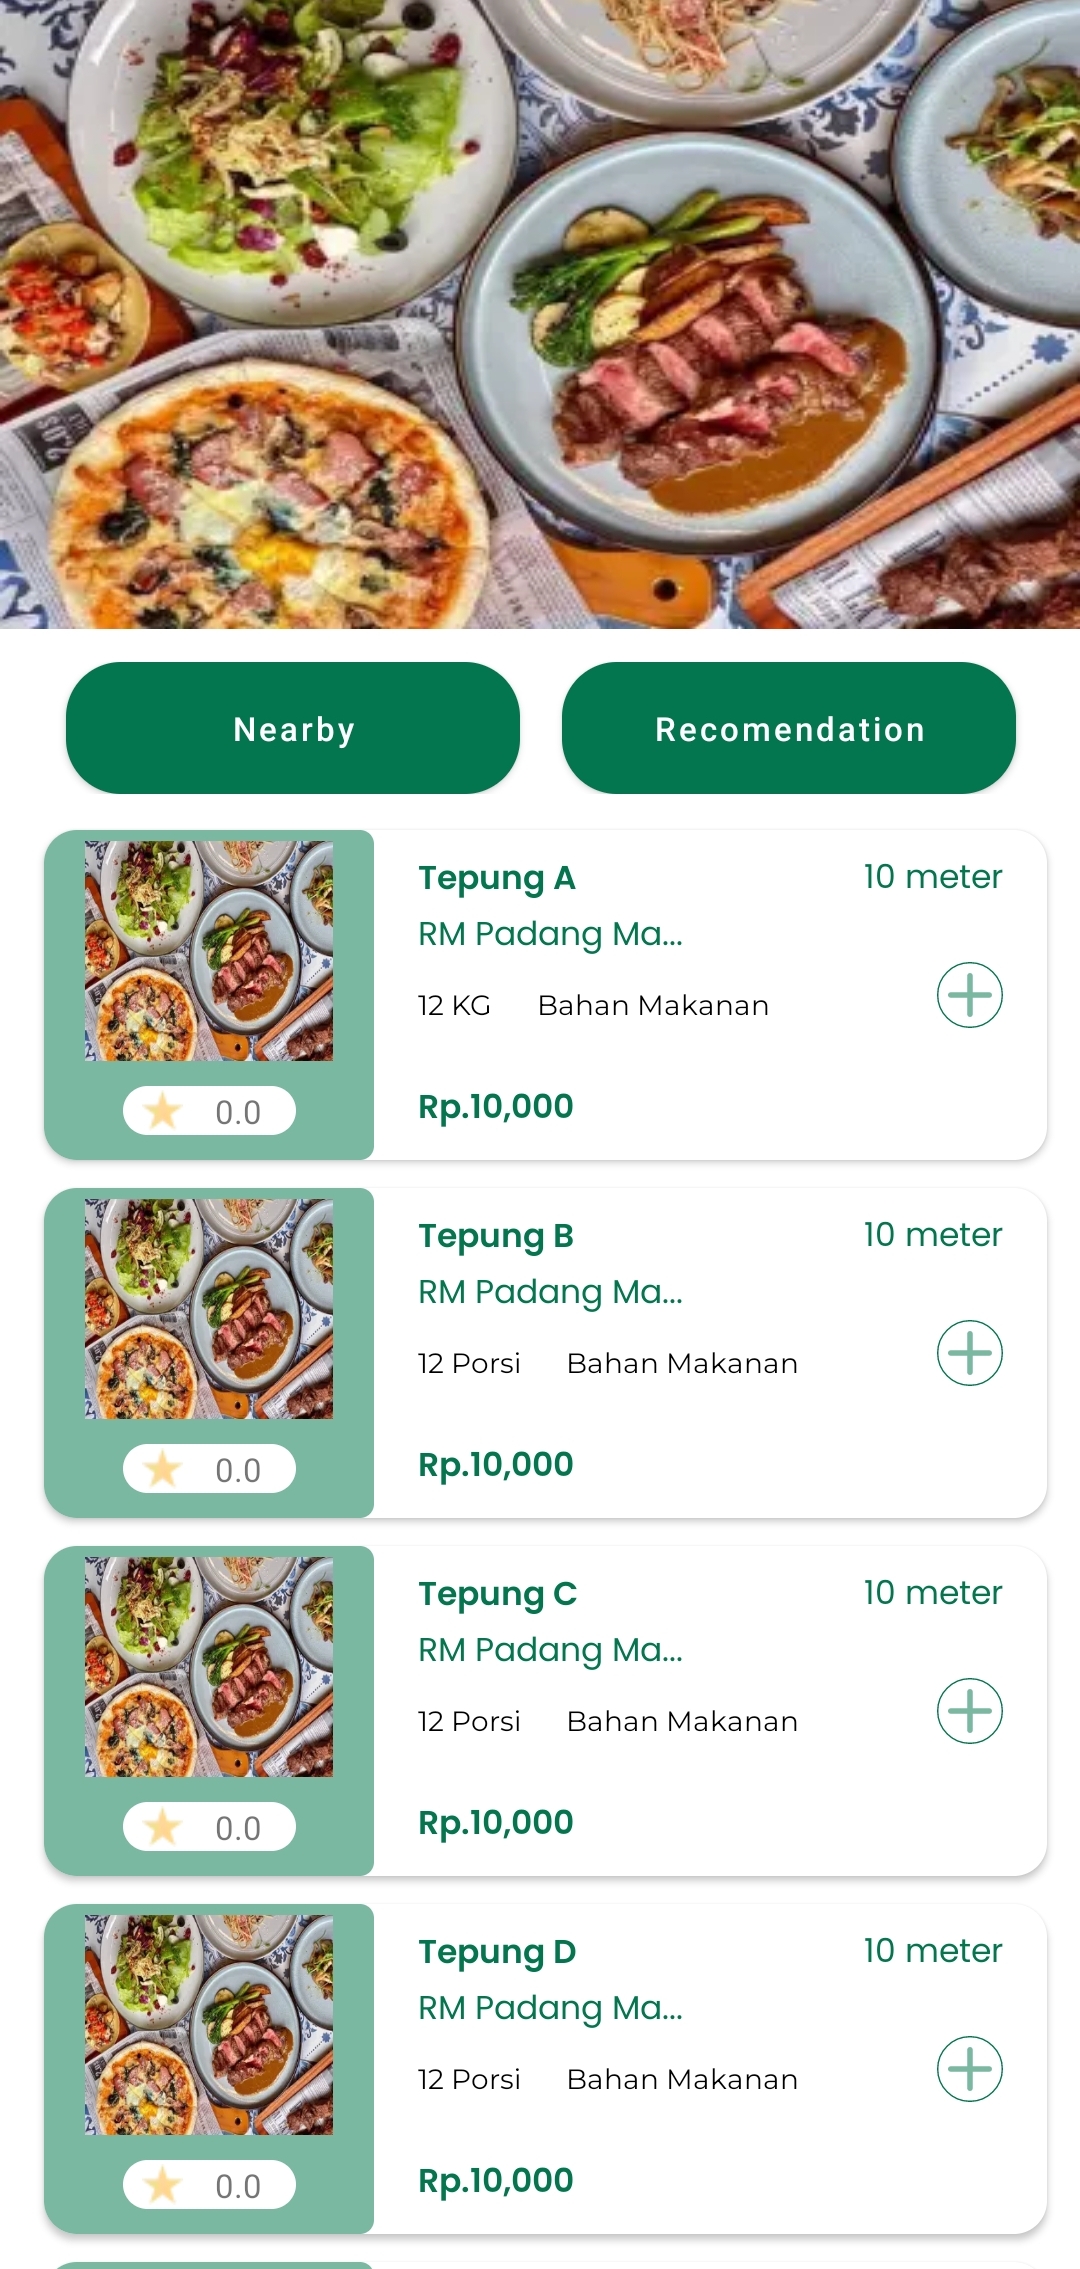 Nearby
Recomendation
Tepung A
10 meter
RM Padang Ma...
12 KG
Bahan Makanan
Rp.10,000
0.0
Tepung B
10 meter
RM Padang Ma...
12 Porsi
Bahan Makanan
Rp.10,000
0.0
Tepung C
10 meter
RM Padang Ma...
12 Porsi
Bahan Makanan
Rp.10,000
0.0
Tepung D
10 meter
RM Padang Ma...
12 Porsi
Bahan Makanan
Rp.10,000
0.0